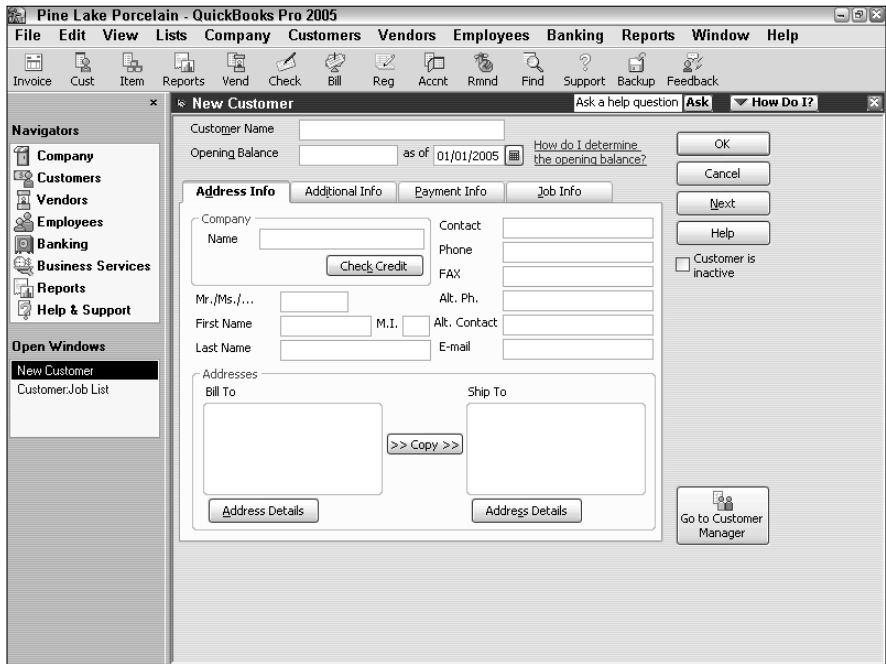 Pine Lake Porcelain - QuickBooks Pro 2005
File Edit View Lists Company Customers Vendors Employees Banking Reports Window Help
Invoice Cust Item Reports Vend Check Bill Reg Accnt Rmnd Find Support Backup Feedback
New Customer Ask a help question Ask How Do I?
Navigators
Company
Customers
Vendors
Employees
Banking
Business Services
Reports
Help & Support
Open Windows
New Customer
Customer:Job List
Customer Name
Opening Balance as of 01/01/2005 How do I determine
the opening balance?
Address Info Additional Info Payment Info Job Info
Company
Name
Check Credit
Mr./Ms./...
First Name M.I.
Last Name
Contact
Phone
FAX
Alt. Ph.
Alt. Contact
E-mail
Addresses
Bill To Ship To
>> Copy >>
Address Details Address Details
OK
Cancel
Next
Help
Customer is
inactive
Go to Customer
Manager